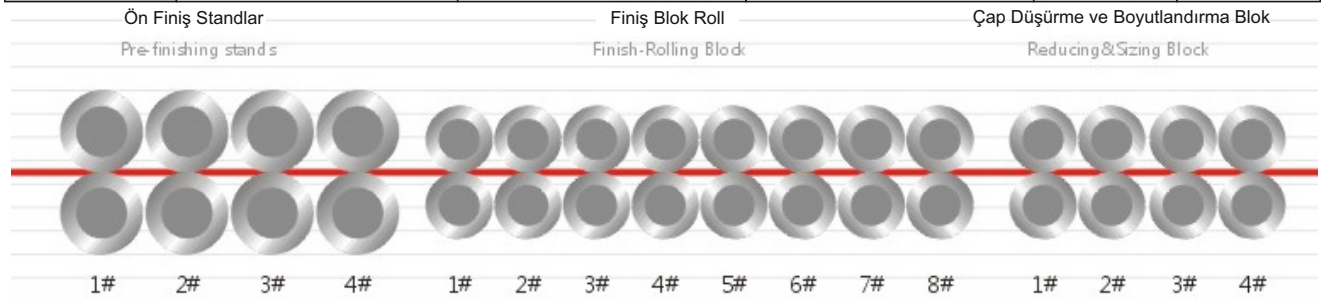 Ön Finiş Standlar Finiş Blok Roll Çap Düşürme ve Boyutlandırma Blok
Pre-finishing stands Finish-Rolling Block Reducing&Sizing Block
1# 2# 3# 4# 1# 2# 3# 4# 5# 6# 7# 8# 1# 2# 3# 4#